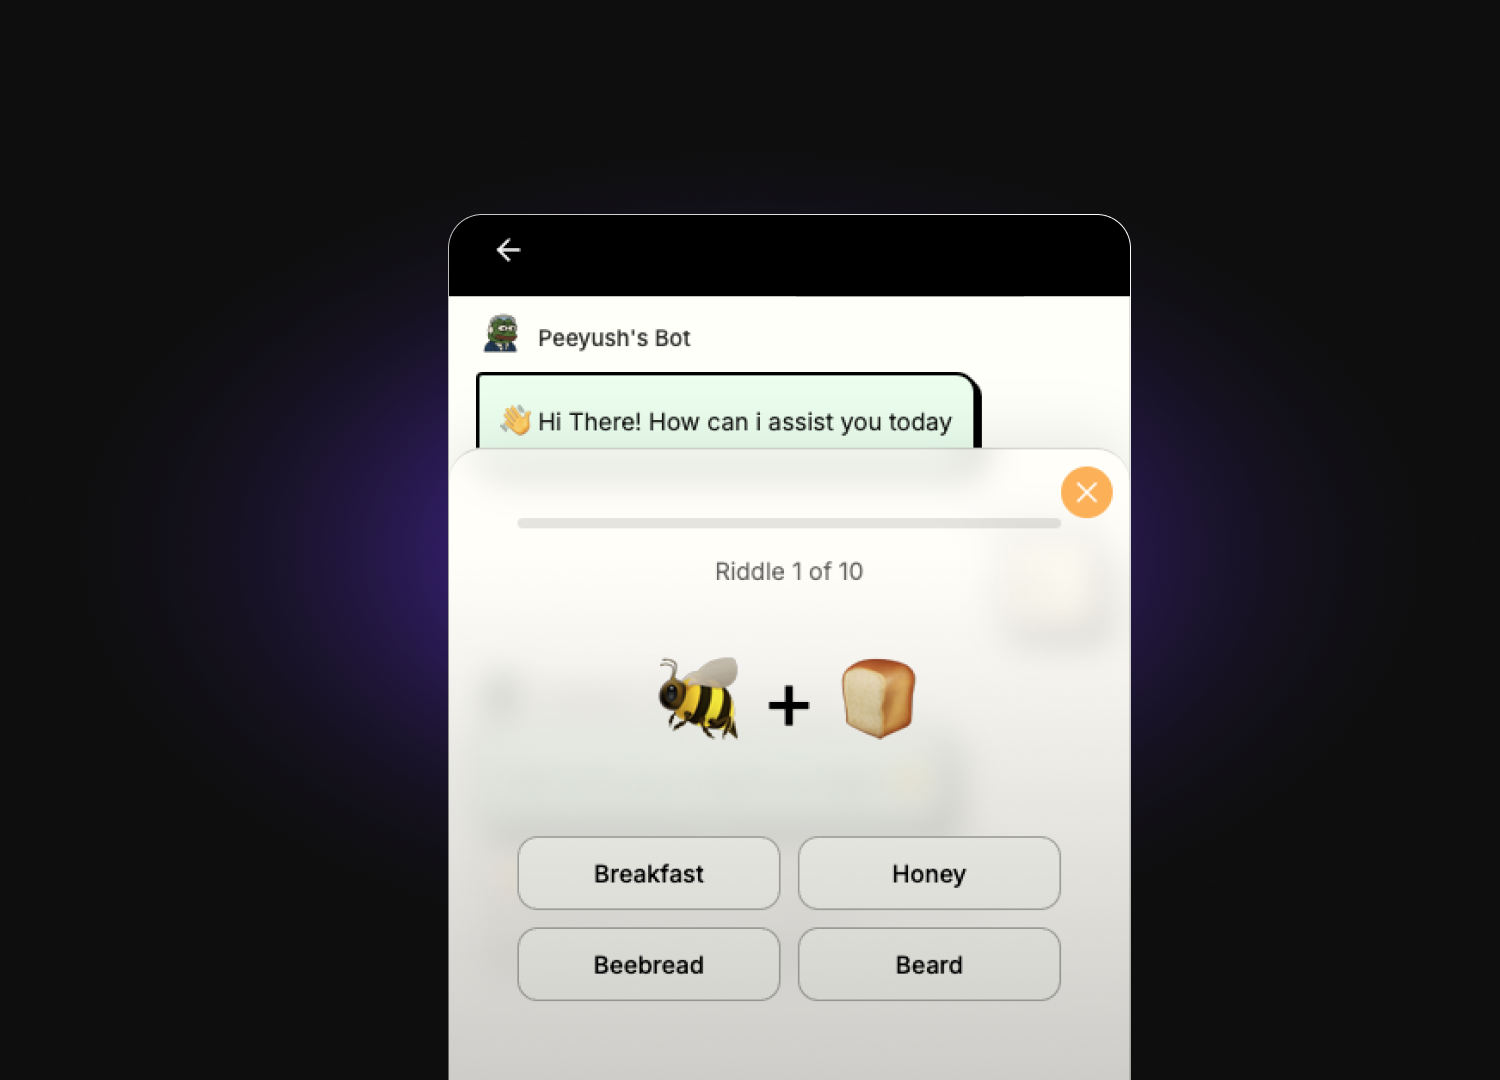 Peeyush's Bot
👋 Hi There! How can i assist you today
Riddle 1 of 10
🐝 + 🍞
Breakfast
Honey
Beebread
Beard